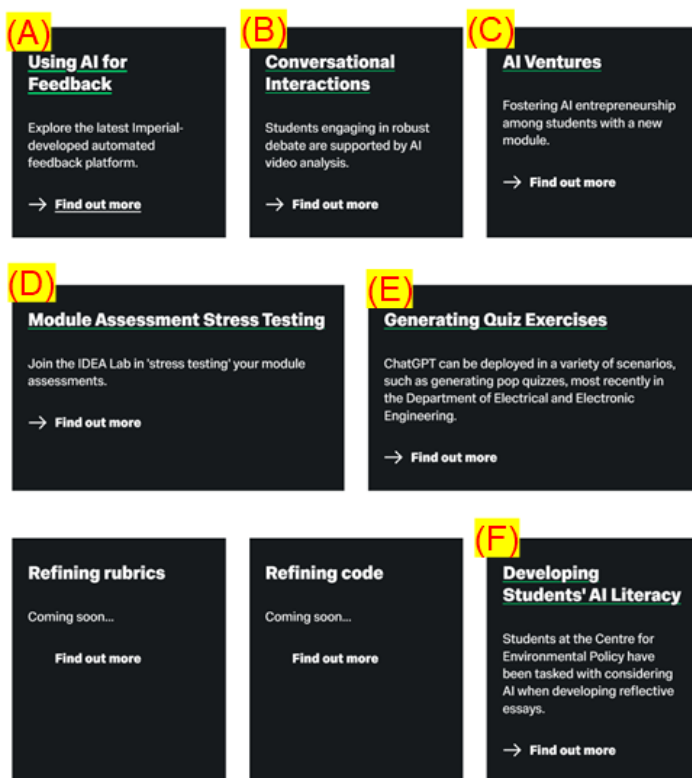 (A)
Using AI for
Feedback
Explore the latest Imperial-
developed automated
feedback platform.
→ Find out more
(B)
Conversational
Interactions
Students engaging in robust
debate are supported by AI
video analysis.
→ Find out more
(C)
AI Ventures
Fostering AI entrepreneurship
among students with a new
module.
→ Find out more
(D)
Module Assessment Stress Testing
Join the IDEA Lab in 'stress testing' your module
assessments.
→ Find out more
(E)
Generating Quiz Exercises
ChatGPT can be deployed in a variety of scenarios,
such as generating pop quizzes, most recently in
the Department of Electrical and Electronic
Engineering.
→ Find out more
Refining rubrics
Coming soon...
Find out more
Refining code
Coming soon...
Find out more
(F)
Developing
Students' AI Literacy
Students at the Centre for
Environmental Policy have
been tasked with considering
AI when developing reflective
essays.
→ Find out more